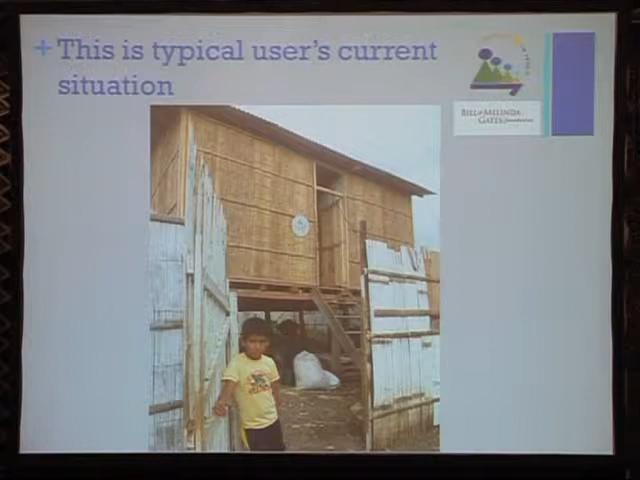 + This is typical user's current
situation
BILL & MELINDA
GATES foundation